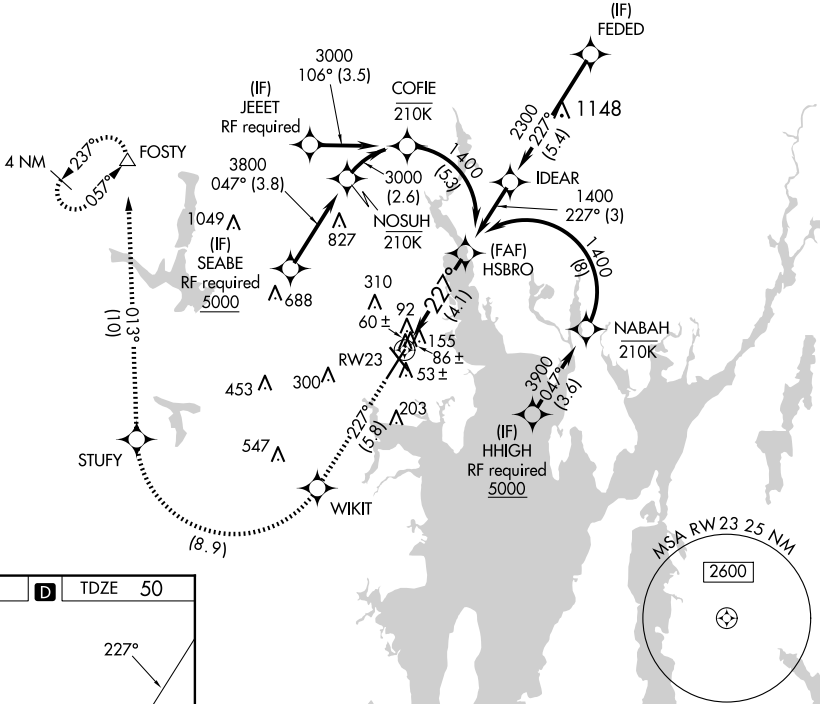 (IF)
FEDED
1148
2300
227°
(5.4)
3000
106° (3.5)
COFIE
210K
(IF)
JEEET
RF required
1400
(5.3)
IDEAR
1400
227° (3)
4 NM
237°
057°
FOSTY
3800
047° (3.8)
3000
(2.6)
NOSUH
210K
1049
827
(IF)
SEABE
RF required
5000
688
(FAF)
HSBRO
1400
(8)
227°
(4.1)
310
92
60 ±
155
86 ±
53 ±
RW23
NABAH
210K
013°
(10)
453
300
3900
047°
(3.6)
203
(IF)
HHIGH
RF required
5000
227°
(5.8)
547
STUFY
WIKIT
(8.9)
MSA RW 23 25 NM
2600
D
TDZE 50
227°